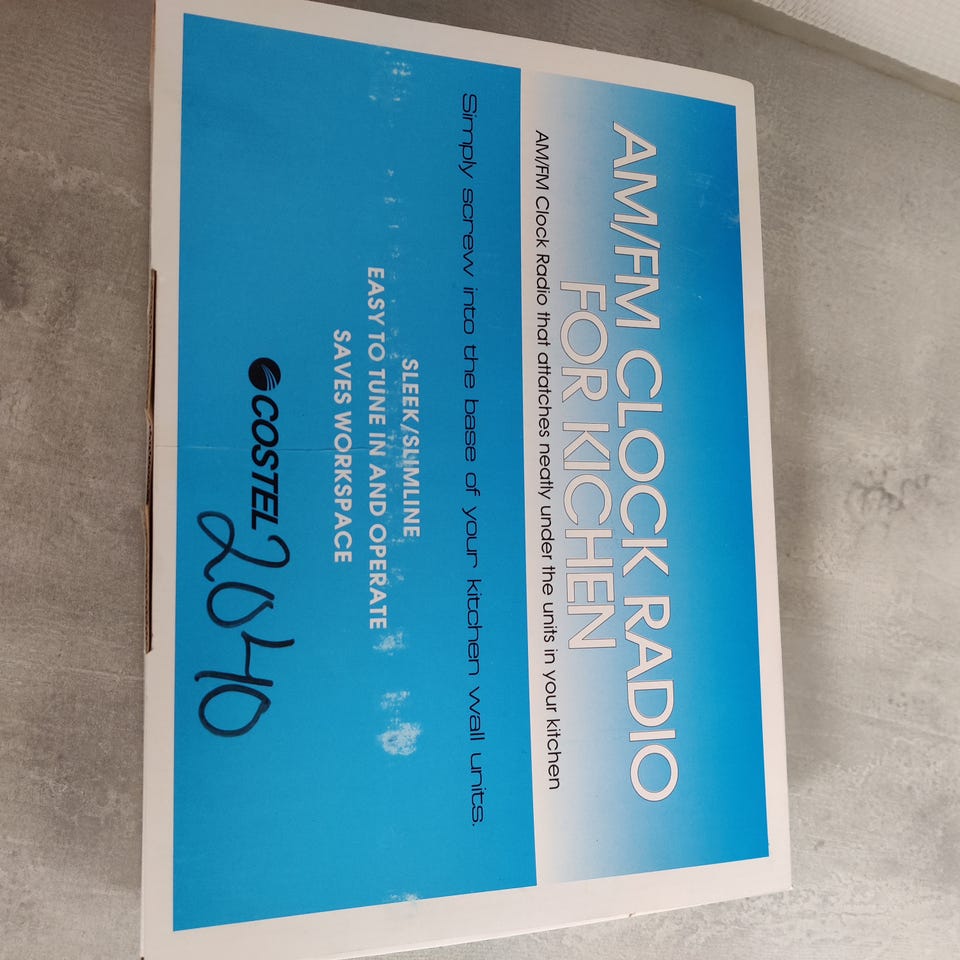 AM/FM CLOCK RADIO
FOR KICHEN
AM/FM Clock Radio that attatches neatly under the units in your kitchen
Simply screw into the base of your kitchen wall units.
SLEEK/SLIMLINE
EASY TO TUNE IN AND OPERATE
SAVES WORKSPACE
COSTEL
2040